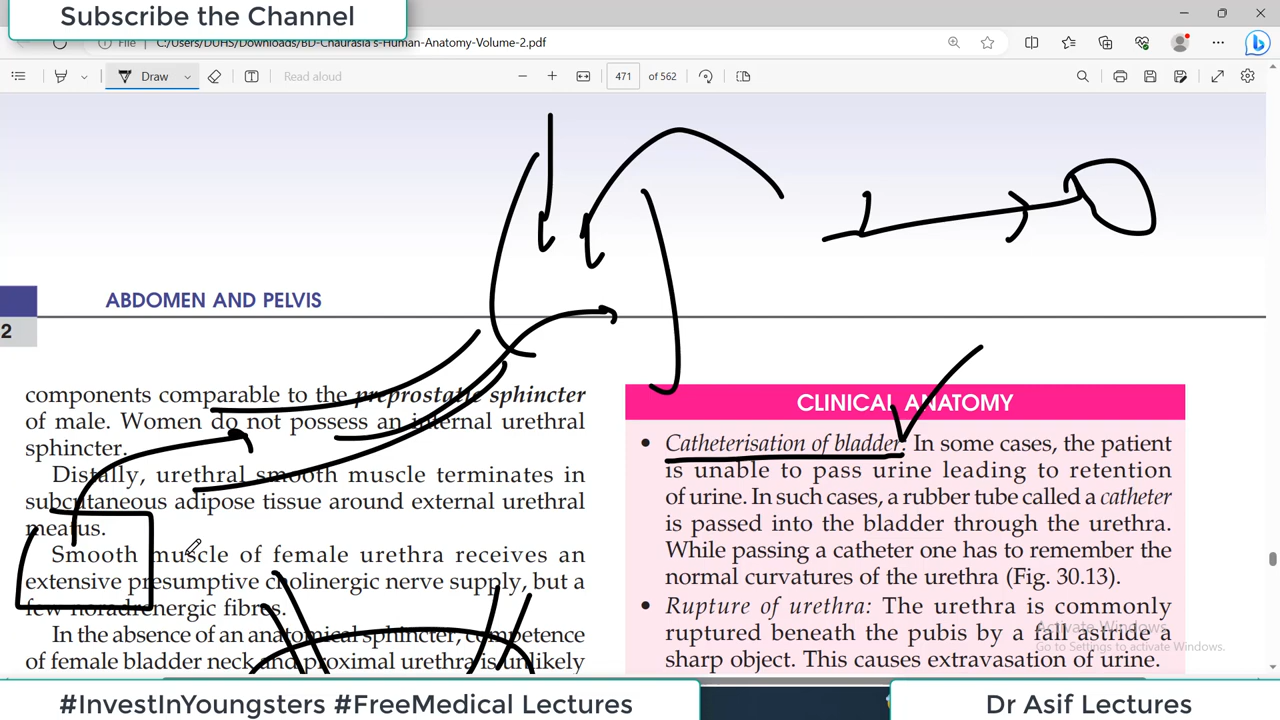 Subscribe the Channel
File C:/Users/DUHS/Downloads/BD-Chaurasia's-Human-Anatomy-Volume-2.pdf
Draw Read aloud 471 of 562
ABDOMEN AND PELVIS
2
components comparable to the preprostatic sphincter
of male. Women do not possess an internal urethral
sphincter.
Distally, urethral smooth muscle terminates in
subcutaneous adipose tissue around external urethral
meatus.
Smooth muscle of female urethra receives an
extensive presumptive cholinergic nerve supply, but a
few noradrenergic fibres.
In the absence of an anatomical sphincter, competence
of female bladder neck and proximal urethra is unlikely
CLINICAL ANATOMY
• Catheterisation of bladder: In some cases, the patient
is unable to pass urine leading to retention
of urine. In such cases, a rubber tube called a catheter
is passed into the bladder through the urethra.
While passing a catheter one has to remember the
normal curvatures of the urethra (Fig. 30.13).
• Rupture of urethra: The urethra is commonly
ruptured beneath the pubis by a fall astride a
sharp object. This causes extravasation of urine.
Activate Windows
Go to Settings to activate Windows.
#InvestInYoungsters #FreeMedical Lectures
Dr Asif Lectures